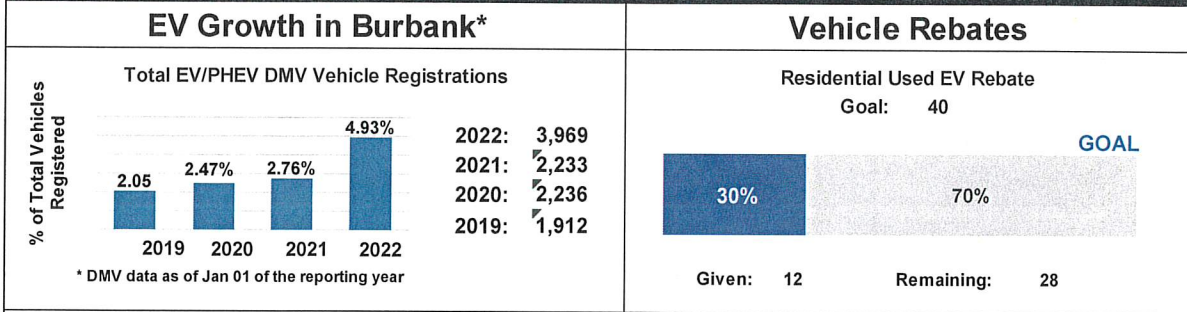 EV Growth in Burbank*
Total EV/PHEV DMV Vehicle Registrations
% of Total Vehicles
Registered
2.05
2.47%
2.76%
4.93%
2019 2020 2021 2022
2022: 3,969
2021: 2,233
2020: 2,236
2019: 1,912
* DMV data as of Jan 01 of the reporting year
Vehicle Rebates
Residential Used EV Rebate
Goal: 40
GOAL
30% 70%
Given: 12 Remaining: 28